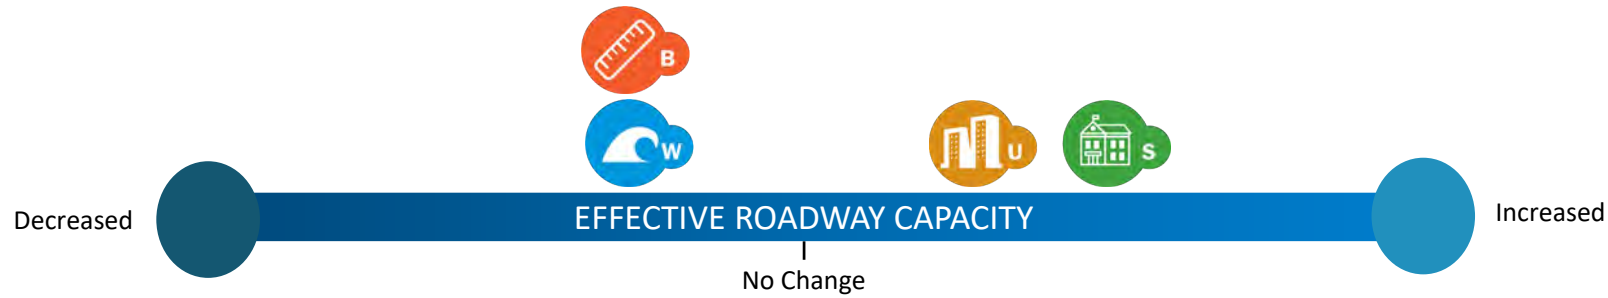 B
W
U
S
Decreased
EFFECTIVE ROADWAY CAPACITY
Increased
No Change